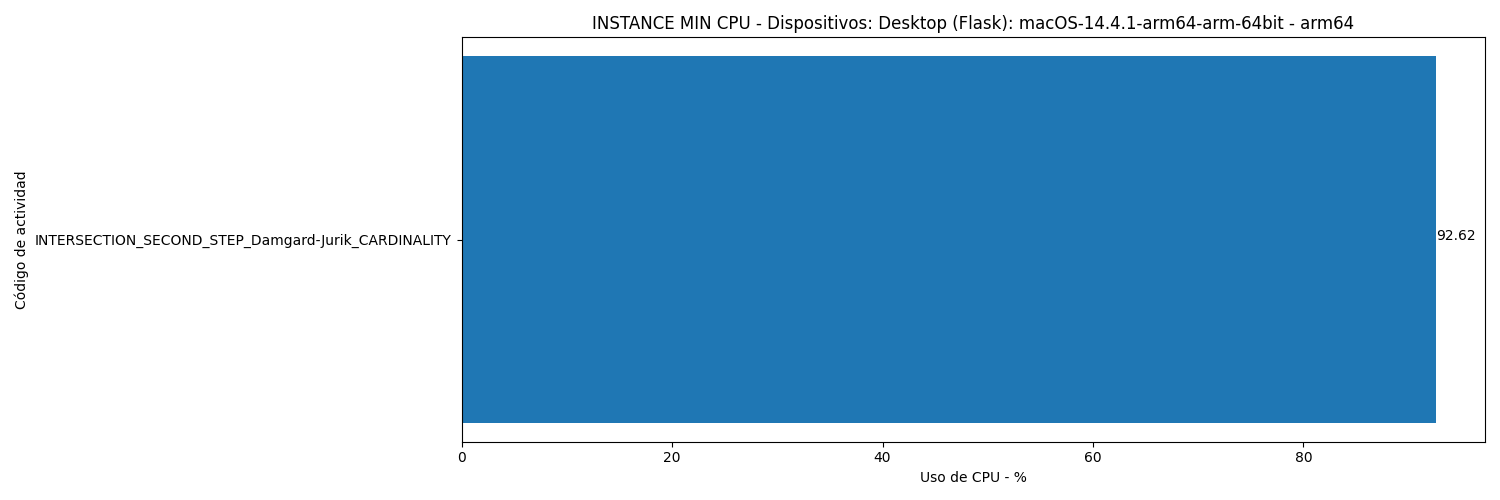 INSTANCE MIN CPU - Dispositivos: Desktop (Flask): macOS-14.4.1-arm64-arm-64bit - arm64
Código de actividad
INTERSECTION_SECOND_STEP_Damgard-Jurik_CARDINALITY
92.62
0 20 40 60 80
Uso de CPU - %